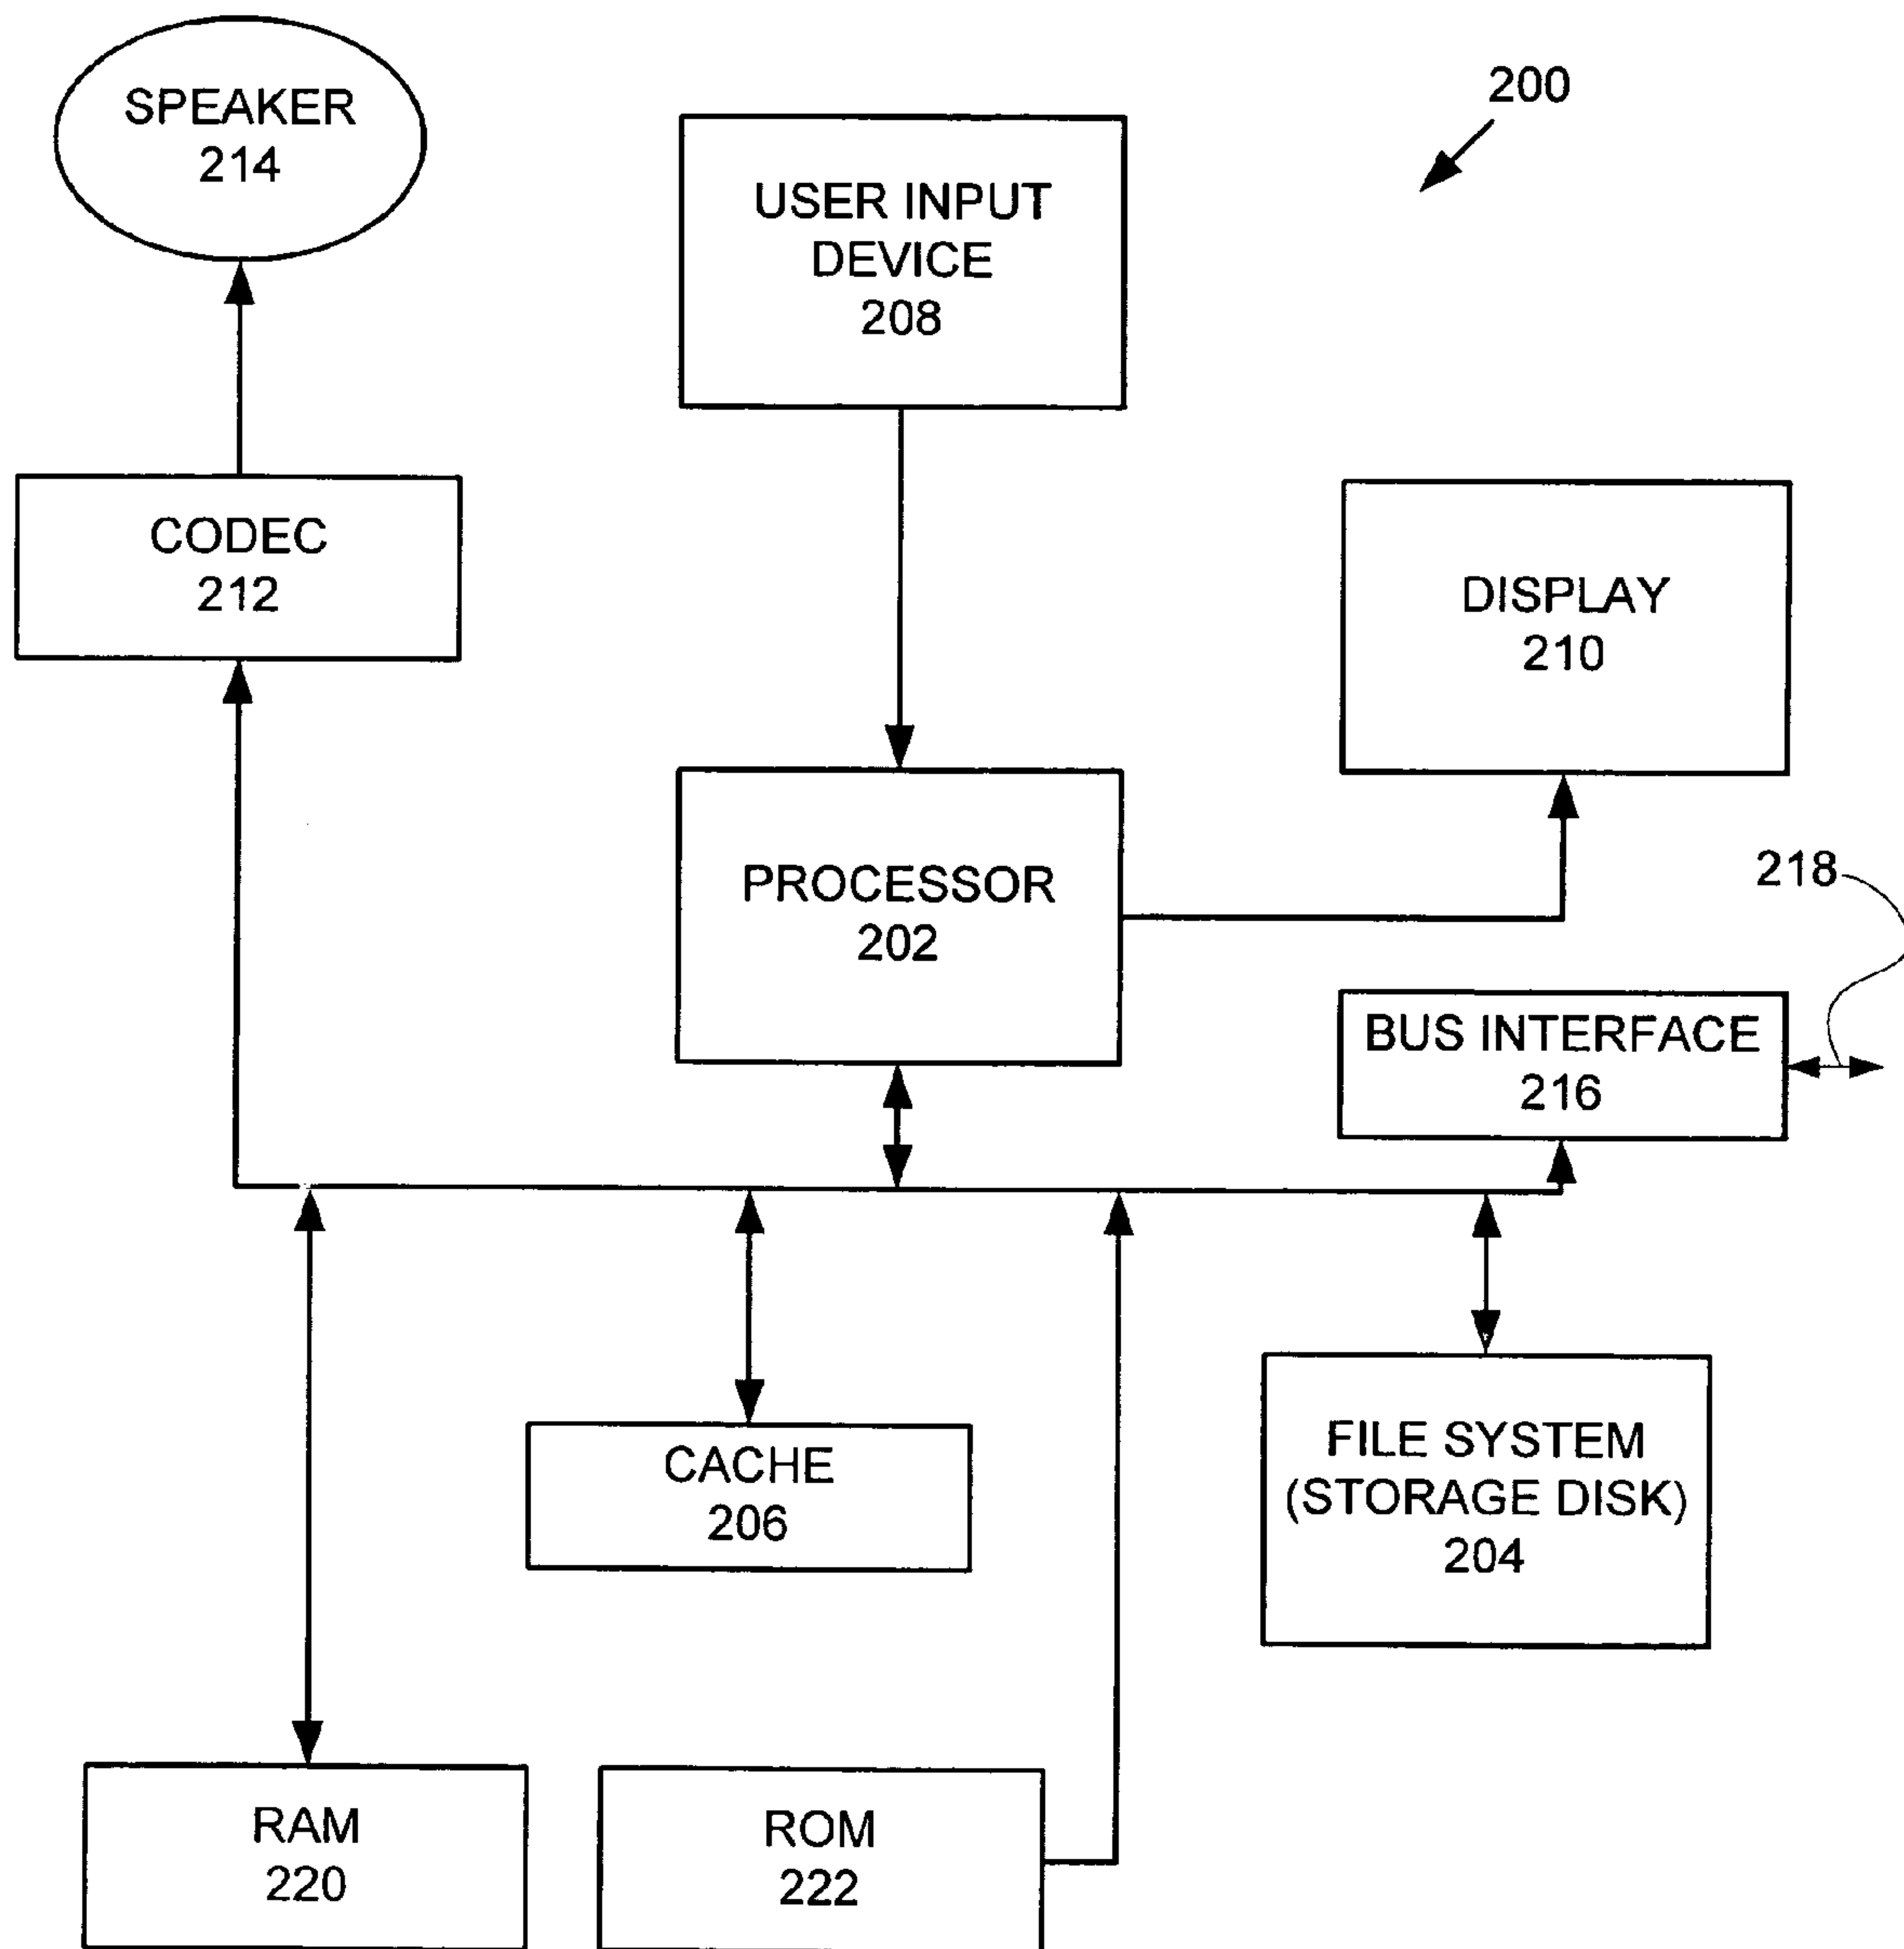 SPEAKER
214
200
USER INPUT
DEVICE
208
CODEC
212
DISPLAY
210
PROCESSOR
202
218
BUS INTERFACE
216
CACHE
206
FILE SYSTEM
(STORAGE DISK)
204
RAM
220
ROM
222